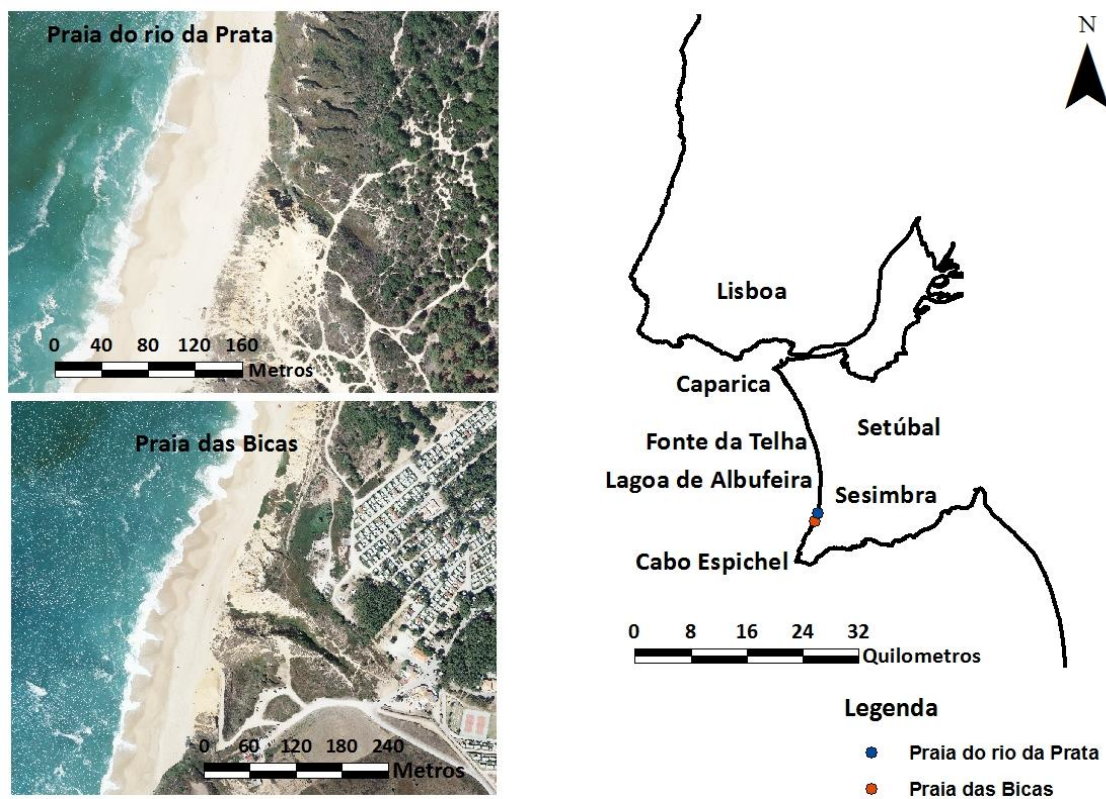 Praia do rio da Prata
0 40 80 120 160
Metros
Praia das Bicas
0 60 120 180 240
Metros
N
Lisboa
Caparica
Fonte da Telha
Setúbal
Lagoa de Albufeira
Sesimbra
Cabo Espichel
0 8 16 24 32
Quilometros
Legenda
Praia do rio da Prata
Praia das Bicas